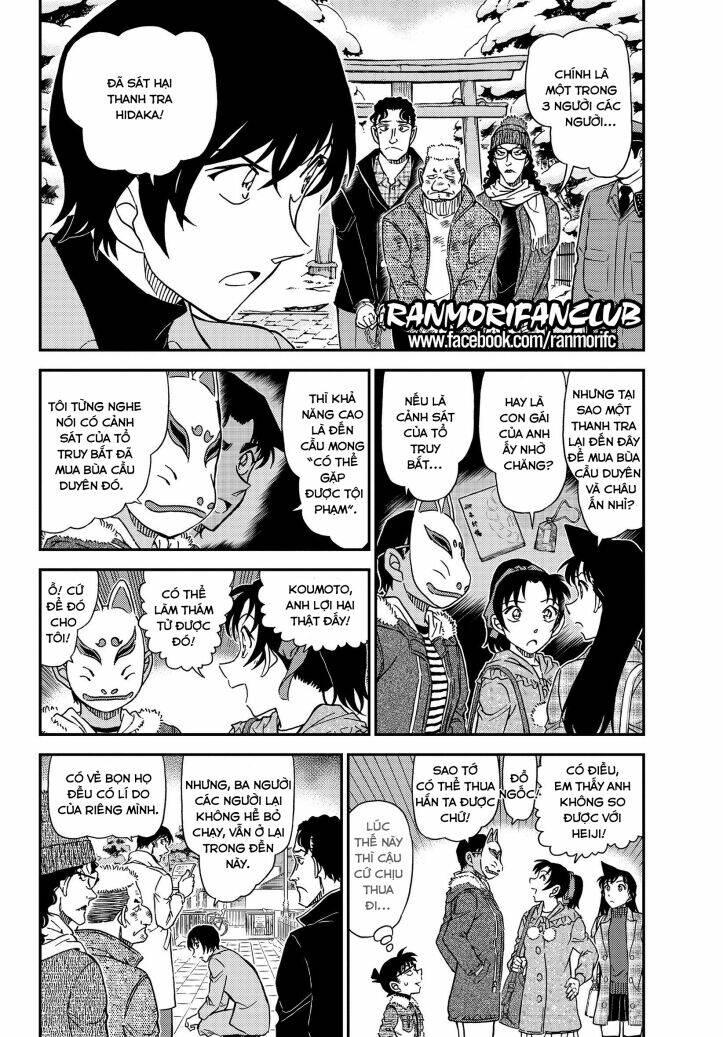 CHÍNH LÀ
MỘT TRONG
3 NGƯỜI CÁC
NGƯỜI...
ĐÃ SÁT HẠI
THANH TRA
HIDAKA!
RANMORIFANCLUB
www.facebook.com/ranmorifc
NHƯNG TẠI
SAO MỘT
THANH TRA
LẠI ĐẾN ĐÂY
ĐỂ MUA BÙA
CẦU DUYÊN
VÀ CHÂU
ẤN NHỈ?
HAY LÀ
CON GÁI
CỦA ANH
ẤY NHỜ
CHĂNG?
NẾU LÀ
CẢNH SÁT
CỦA TỔ
TRUY
BẮT...
THÌ KHẢ
NĂNG CAO
LÀ ĐẾN
CẦU MONG
"CÓ THỂ
GẶP
ĐƯỢC TỘI
PHẠM".
TÔI TỪNG NGHE
NÓI CÓ CẢNH
SÁT CỦA TỔ
TRUY BẮT ĐÃ
MUA BÙA CẦU
DUYÊN ĐÓ.
KOUMOTO,
ANH LỢI HẠI
THẬT ĐẤY!
CÓ THỂ
LÀM THÁM
TỬ ĐƯỢC
ĐÓ!
Ồ! CỨ
ĐỂ ĐÓ
CHO
TÔI!
CÓ ĐIỀU,
EM THẤY ANH
KHÔNG SO
ĐƯỢC VỚI
HEIJI!
ĐỒ
NGỐC!
SAO TỚ
CÓ THỂ THUA
HẮN TA ĐƯỢC
CHỨ!
LÚC
THẾ NÀY
THÌ CẬU
CỨ CHỊU
THUA
ĐI...
NHƯNG, BA NGƯỜI
CÁC NGƯỜI LẠI
KHÔNG HỀ BỎ
CHẠY, VẪN Ở LẠI
TRONG ĐỀN
NÀY.
CÓ VẺ BỌN HỌ
ĐỀU CÓ LÍ DO
CỦA RIÊNG MÌNH.